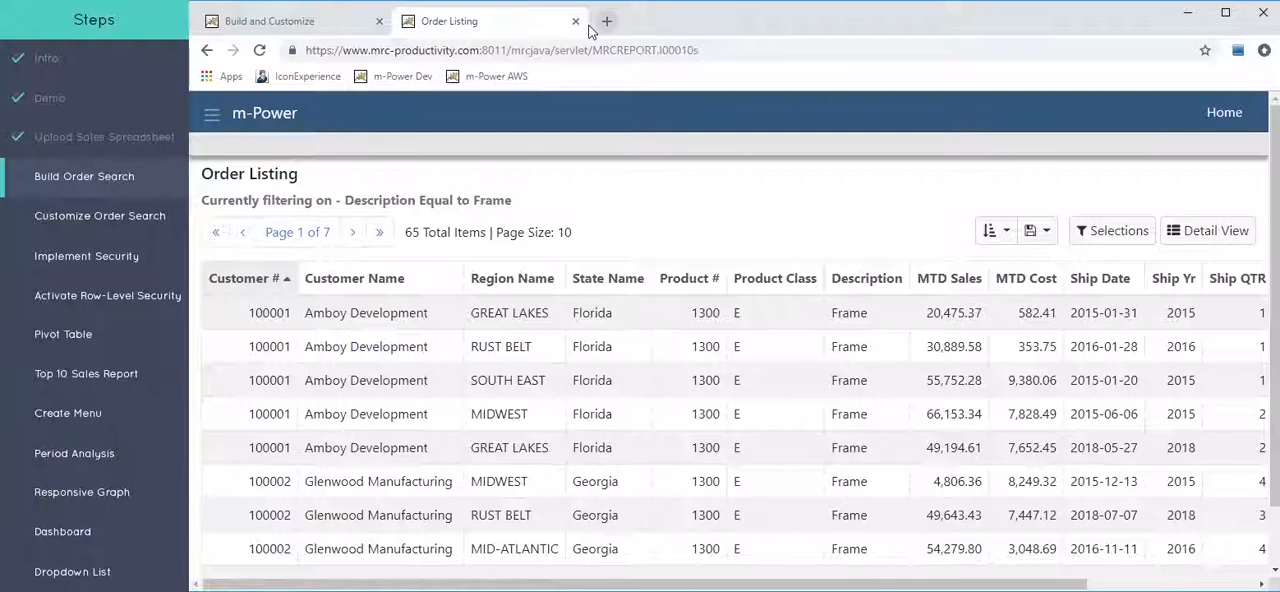 Steps
Intro
Demo
Upload Sales Spreadsheet
Build Order Search
Customize Order Search
Implement Security
Activate Row-Level Security
Pivot Table
Top 10 Sales Report
Create Menu
Period Analysis
Responsive Graph
Dashboard
Dropdown List
Build and Customize
Order Listing
https://www.mrc-productivity.com:8011/mrcjava/servlet/MRCREPORT.I00010s
Apps IconExperience m-Power Dev m-Power AWS
m-Power Home
Order Listing
Currently filtering on - Description Equal to Frame
« ‹ Page 1 of 7 › » 65 Total Items | Page Size: 10 Selections Detail View
Customer # Customer Name Region Name State Name Product # Product Class Description MTD Sales MTD Cost Ship Date Ship Yr Ship QTR
100001 Amboy Development GREAT LAKES Florida 1300 E Frame 20,475.37 582.41 2015-01-31 2015 1
100001 Amboy Development RUST BELT Florida 1300 E Frame 30,889.58 353.75 2016-01-28 2016 1
100001 Amboy Development SOUTH EAST Florida 1300 E Frame 55,752.28 9,380.06 2015-01-20 2015 1
100001 Amboy Development MIDWEST Florida 1300 E Frame 66,153.34 7,828.49 2015-06-06 2015 2
100001 Amboy Development GREAT LAKES Florida 1300 E Frame 49,194.61 7,652.45 2018-05-27 2018 2
100002 Glenwood Manufacturing MIDWEST Georgia 1300 E Frame 4,806.36 8,249.32 2015-12-13 2015 4
100002 Glenwood Manufacturing RUST BELT Georgia 1300 E Frame 49,643.43 7,447.12 2018-07-07 2018 3
100002 Glenwood Manufacturing MID-ATLANTIC Georgia 1300 E Frame 54,279.80 3,048.69 2016-11-11 2016 4